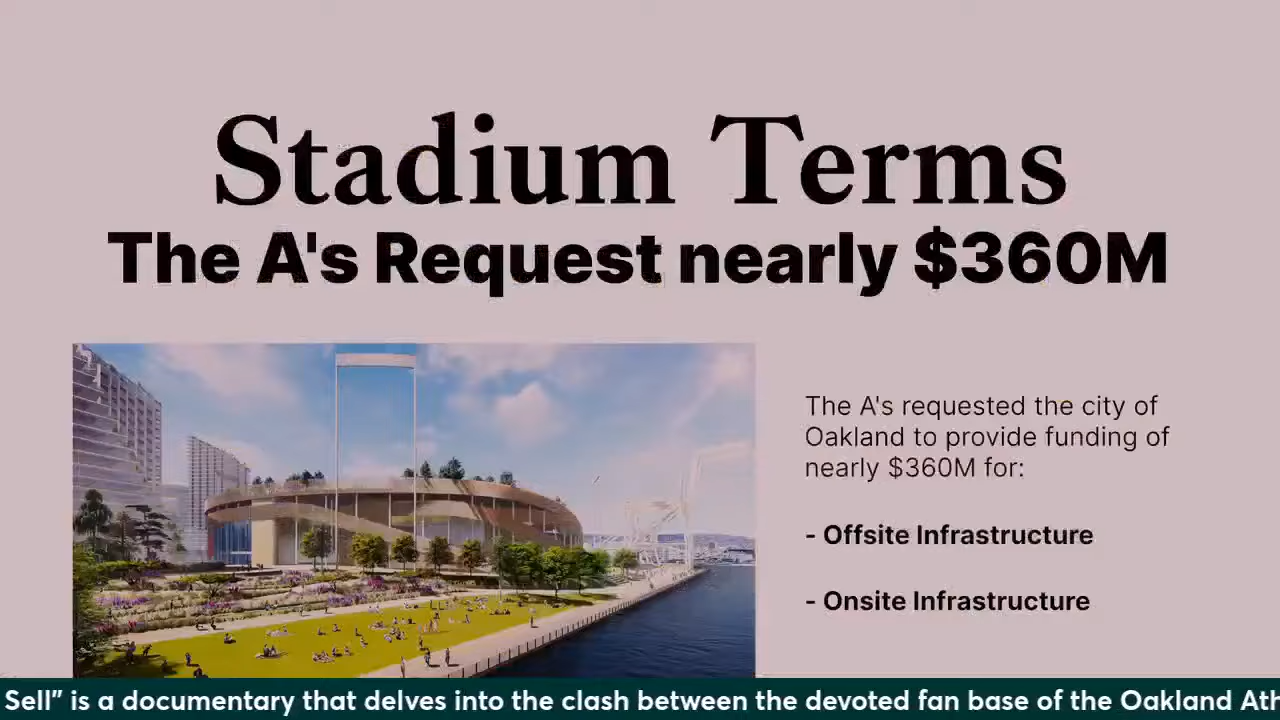 Stadium Terms
The A's Request nearly $360M
The A's requested the city of
Oakland to provide funding of
nearly $360M for:
- Offsite Infrastructure
- Onsite Infrastructure
Sell” is a documentary that delves into the clash between the devoted fan base of the Oakland Ath